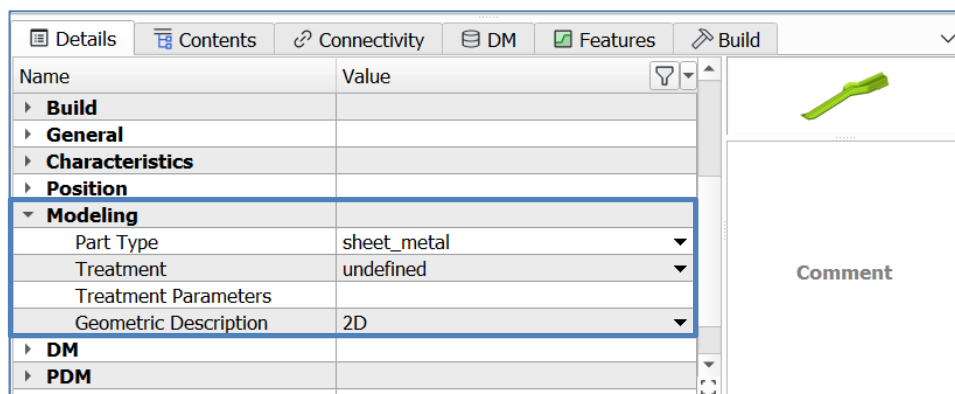 Details Contents Connectivity DM Features Build
Name Value
Build
General
Characteristics
Position
Modeling
Part Type sheet_metal
Treatment undefined
Treatment Parameters
Geometric Description 2D
DM
PDM
Comment